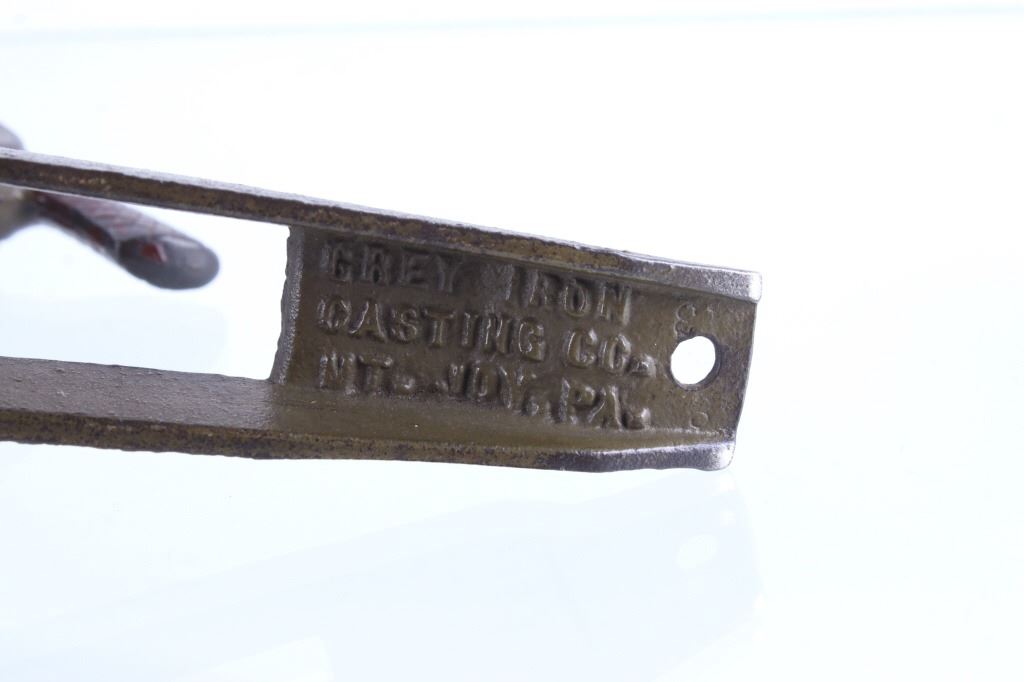 GREY IRON
CASTING CO.
MT. JOY, PA.